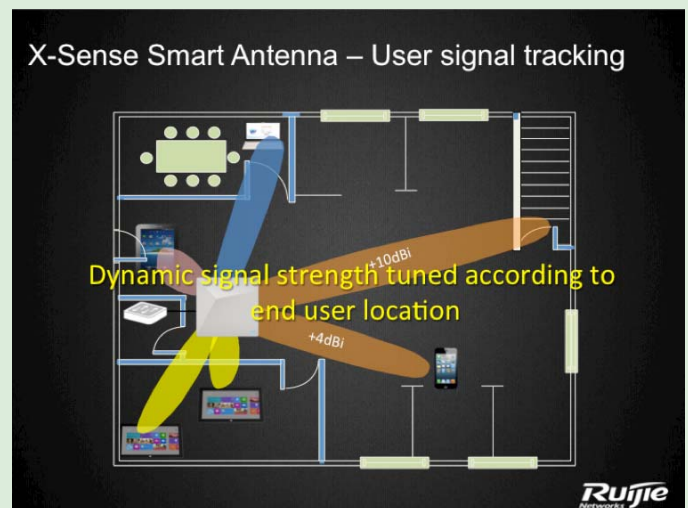 X-Sense Smart Antenna – User signal tracking
+10dBi
Dynamic signal strength tuned according to
end user location
+4dBi
Ruijie
Networks